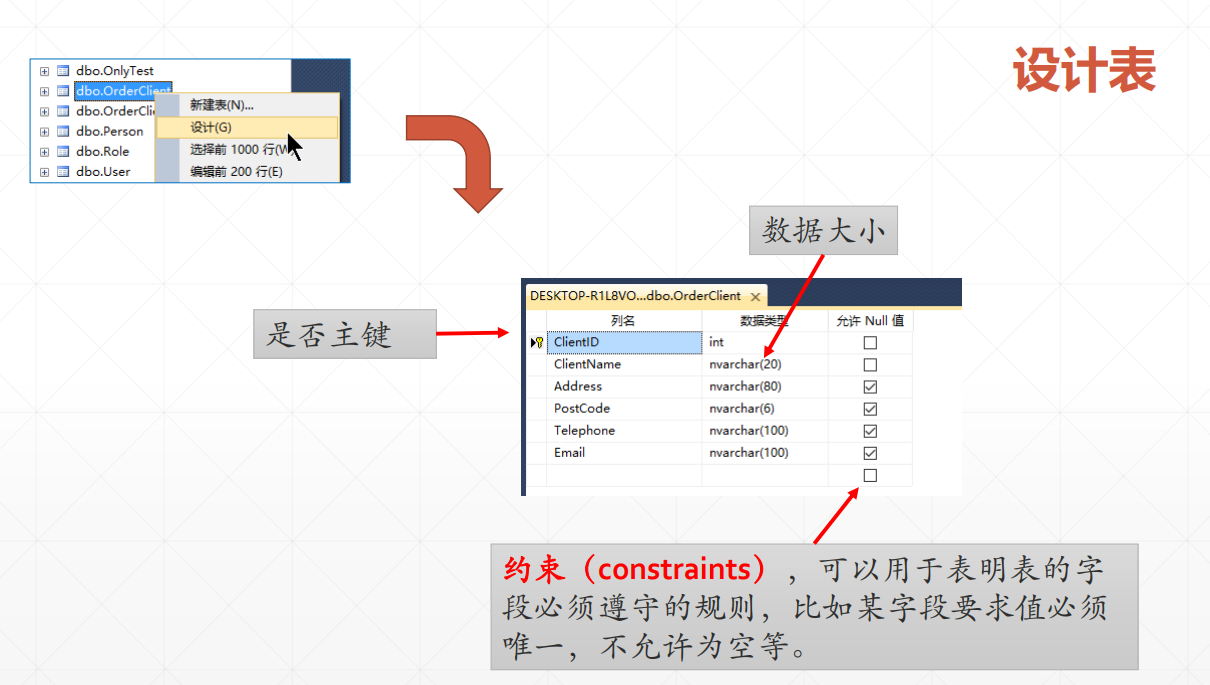 设计表
dbo.OnlyTest
dbo.OrderClient
dbo.OrderClie
dbo.Person
dbo.Role
dbo.User
新建表(N)...
设计(G)
选择前 1000 行(W
编辑前 200 行(E)
数据大小
是否主键
DESKTOP-R1L8VO...dbo.OrderClient
列名 数据类型 允许 Null 值
ClientID int
ClientName nvarchar(20)
Address nvarchar(80)
PostCode nvarchar(6)
Telephone nvarchar(100)
Email nvarchar(100)
约束（constraints），可以用于表明表的字
段必须遵守的规则，比如某字段要求值必须
唯一，不允许为空等。